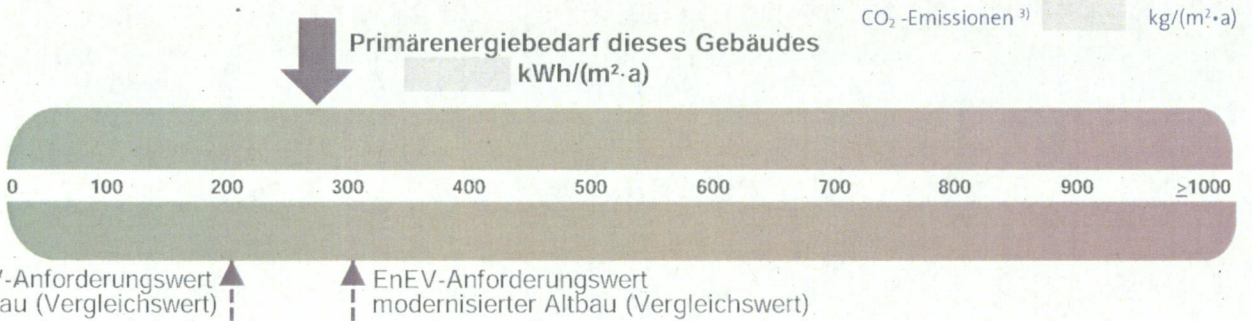 CO₂ -Emissionen ³⁾ kg/(m²·a)
Primärenergiebedarf dieses Gebäudes
kWh/(m²·a)
0 100 200 300 400 500 600 700 800 900 ≥1000
-Anforderungswert
(Vergleichswert)
EnEV-Anforderungswert
modernisierter Altbau (Vergleichswert)